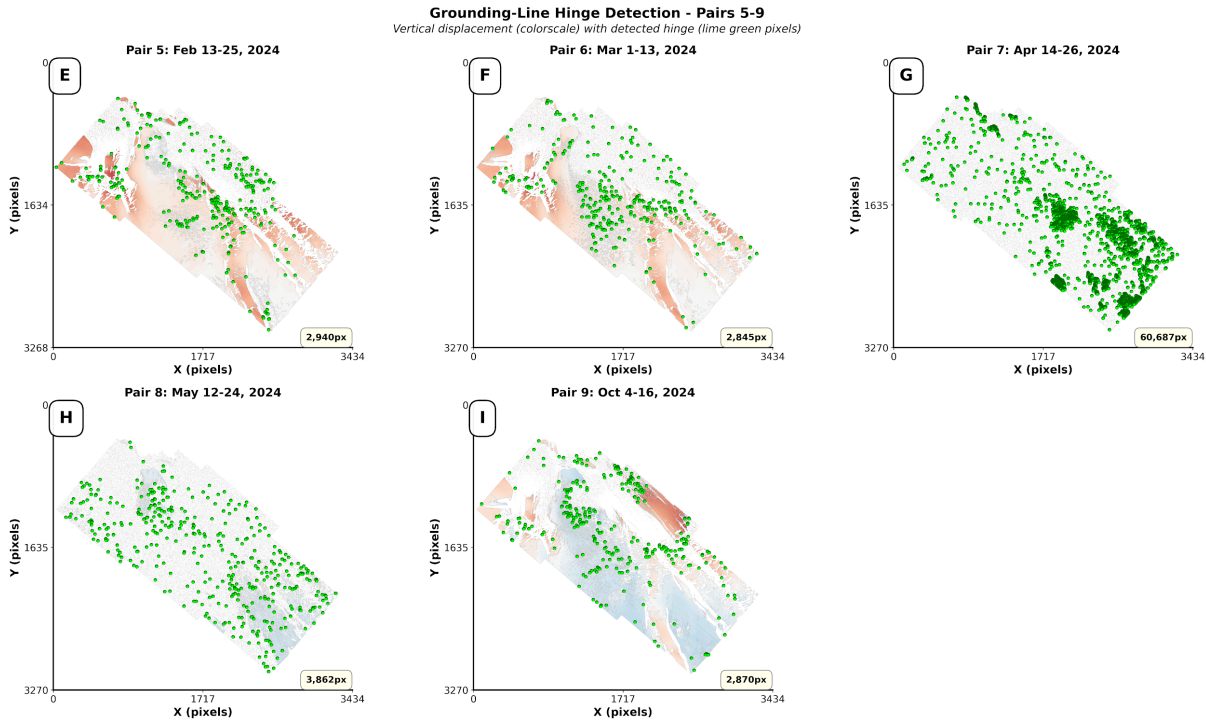 Grounding-Line Hinge Detection - Pairs 5-9
Vertical displacement (colorscale) with detected hinge (lime green pixels)
Pair 5: Feb 13-25, 2024
E
0
1634
3268
Y (pixels)
0
1717
3434
X (pixels)
2,940px
Pair 6: Mar 1-13, 2024
F
0
1635
3270
Y (pixels)
0
1717
3434
X (pixels)
2,845px
Pair 7: Apr 14-26, 2024
G
0
1635
3270
Y (pixels)
0
1717
3434
X (pixels)
60,687px
Pair 8: May 12-24, 2024
H
0
1635
3270
Y (pixels)
0
1717
3434
X (pixels)
3,862px
Pair 9: Oct 4-16, 2024
I
0
1635
3270
Y (pixels)
0
1717
3434
X (pixels)
2,870px